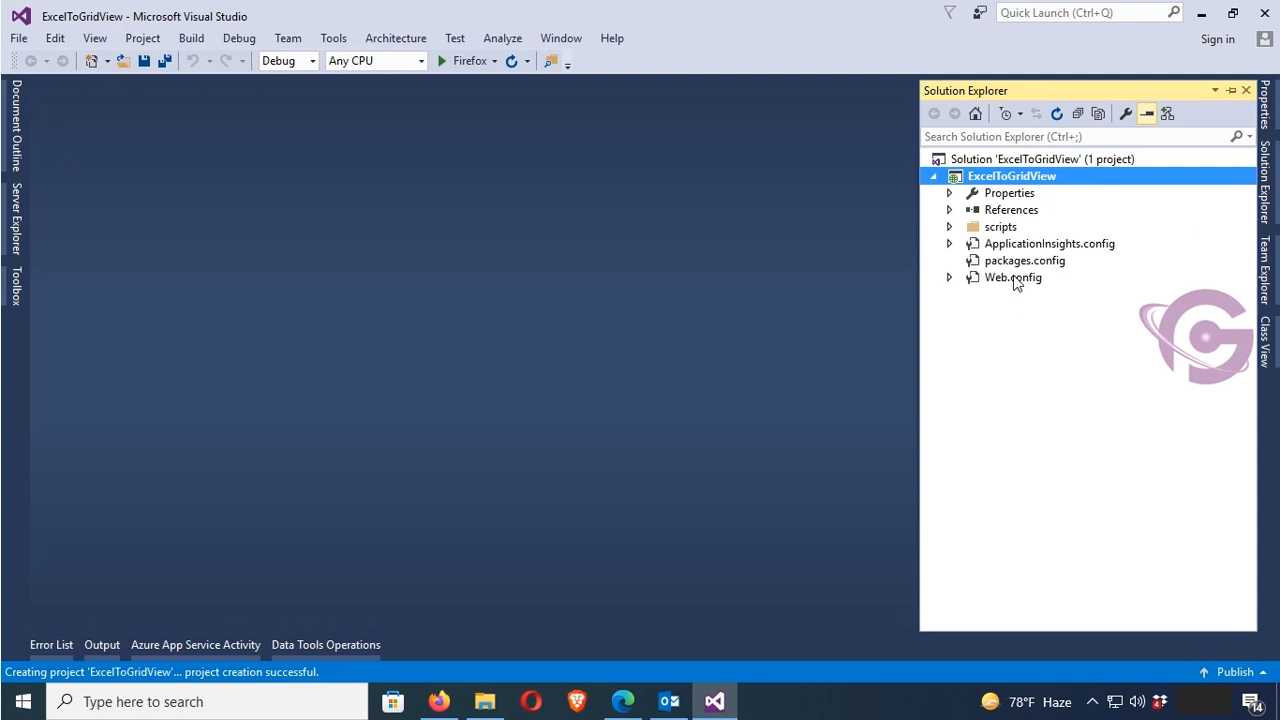 ExcelToGridView - Microsoft Visual Studio
Quick Launch (Ctrl+Q)
File Edit View Project Build Debug Team Tools Architecture Test Analyze Window Help
Sign in
Debug Any CPU Firefox
Document Outline
Server Explorer
Toolbox
Solution Explorer
Search Solution Explorer (Ctrl+;)
Solution 'ExcelToGridView' (1 project)
ExcelToGridView
Properties
References
scripts
ApplicationInsights.config
packages.config
Web.config
Properties
Solution Explorer
Team Explorer
Class View
Error List Output Azure App Service Activity Data Tools Operations
Creating project 'ExcelToGridView'... project creation successful.
Publish
Type here to search
78°F Haze
14